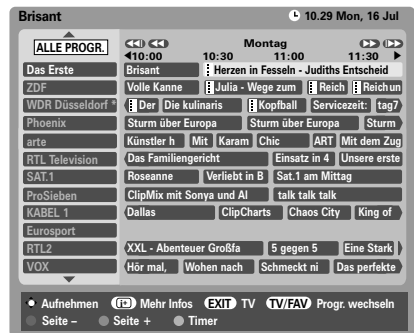 Brisant 10.29 Mon, 16 Jul
ALLE PROGR. Montag
10:00 10:30 11:00 11:30
Das Erste Brisant Herzen in Fesseln - Judiths Entscheid
ZDF Volle Kanne Julia - Wege zum Reich Reichun
WDR Düsseldorf * Der Die kulinaris Kopfball Servicezeit: tag7
Phoenix Sturm über Europa Sturm über Europa Sturm
arte Künstler h Mit Karam Chic ART Mit dem Zug
RTL Television Das Familiengericht Einsatz in 4 Unsere erste
SAT.1 Roseanne Verliebt in B Sat.1 am Mittag
ProSieben ClipMix mit Sonya und Al talk talk talk
KABEL 1 Dallas ClipCharts Chaos City King of
Eurosport
RTL2 XXL - Abenteuer Großfa 5 gegen 5 Eine Stark
VOX Hör mal, Wohen nach Schmeckt ni Das perfekte
Aufnehmen i+ Mehr Infos EXIT TV TV/FAV Progr. wechseln
Seite – Seite + Timer